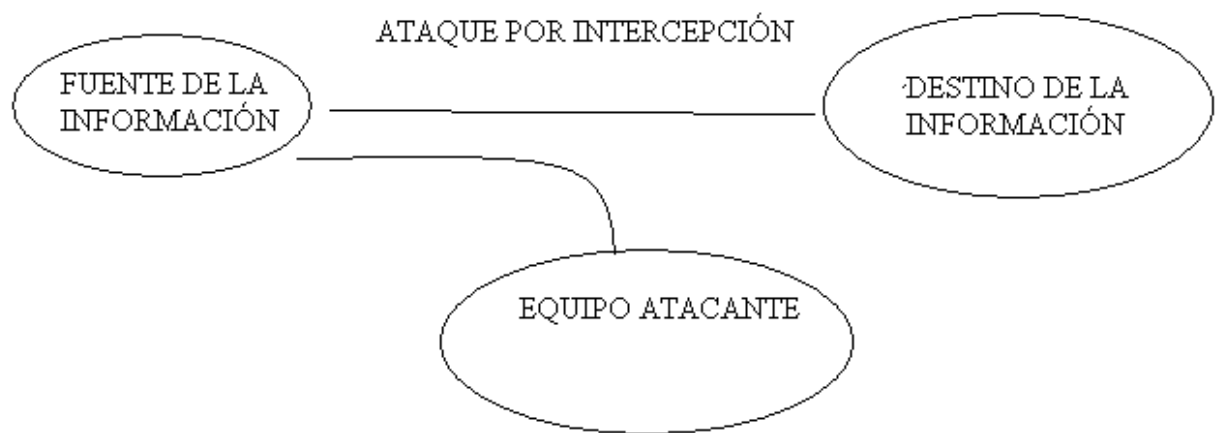 ATAQUE POR INTERCEPCIÓN
FUENTE DE LA
INFORMACIÓN
DESTINO DE LA
INFORMACIÓN
EQUIPO ATACANTE